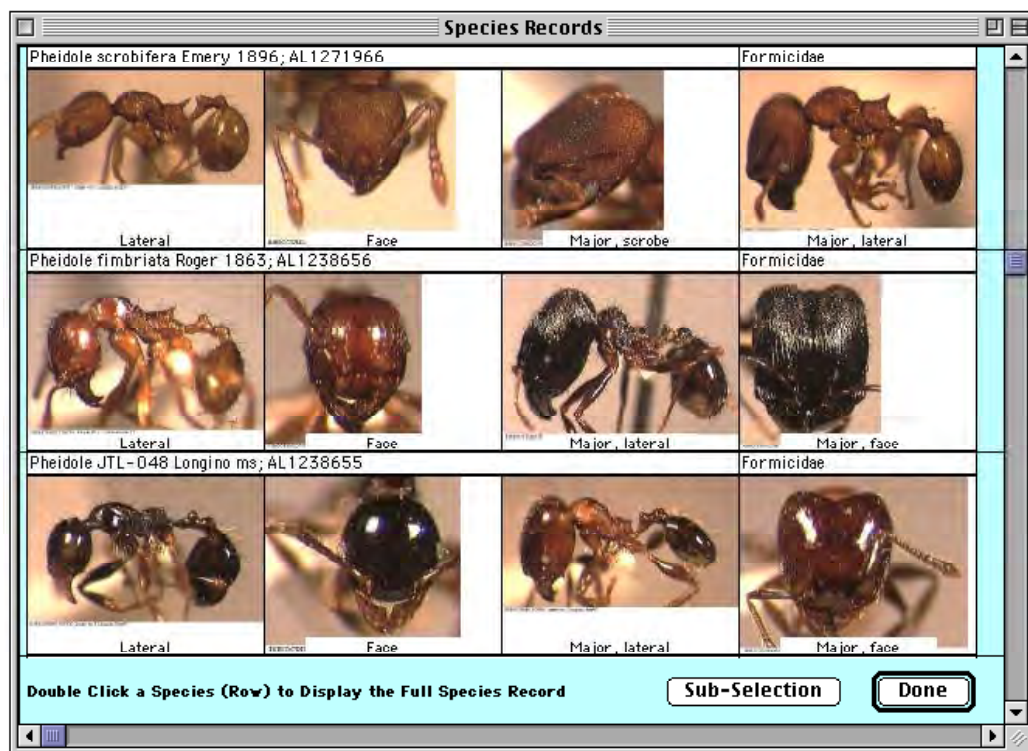 Species Records
Pheidole scrobifera Emery 1896; AL1271966 Formicidae
Lateral Face Major, scrobe Major, lateral
Pheidole fimbriata Roger 1863; AL1238656 Formicidae
Lateral Face Major, lateral Major, face
Pheidole JTL-048 Longino ms; AL1238655 Formicidae
Lateral Face Major, lateral Major, face
Double Click a Species (Row) to Display the Full Species Record Sub-Selection Done